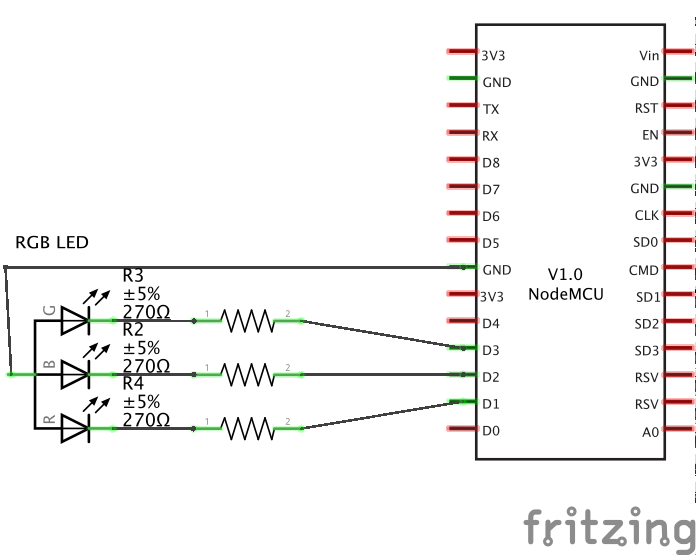 3V3
GND
TX
RX
D8
D7
D6
D5
GND
3V3
D4
D3
D2
D1
D0
V1.0
NodeMCU
Vin
GND
RST
EN
3V3
GND
CLK
SD0
CMD
SD1
SD2
SD3
RSV
RSV
A0
RGB LED
G
R3
±5%
270Ω
1 2
B
R2
±5%
270Ω
1 2
R
R4
±5%
270Ω
1 2
fritzing